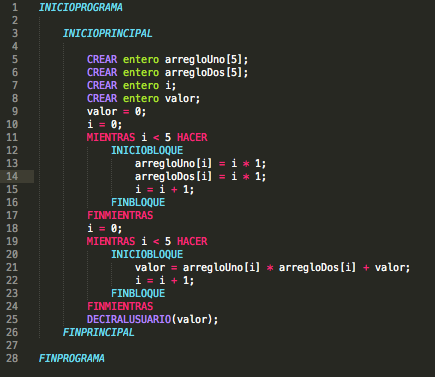 1 INICIOPROGRAMA
2
3 INICIOPRINCIPAL
4
5 CREAR entero arregloUno[5];
6 CREAR entero arregloDos[5];
7 CREAR entero i;
8 CREAR entero valor;
9 valor = 0;
10 i = 0;
11 MIENTRAS i < 5 HACER
12 INICIOBLOQUE
13 arregloUno[i] = i * 1;
14 arregloDos[i] = i * 1;
15 i = i + 1;
16 FINBLOQUE
17 FINMIENTRAS
18 i = 0;
19 MIENTRAS i < 5 HACER
20 INICIOBLOQUE
21 valor = arregloUno[i] * arregloDos[i] + valor;
22 i = i + 1;
23 FINBLOQUE
24 FINMIENTRAS
25 DECIRALUSUARIO(valor);
26 FINPRINCIPAL
27
28 FINPROGRAMA